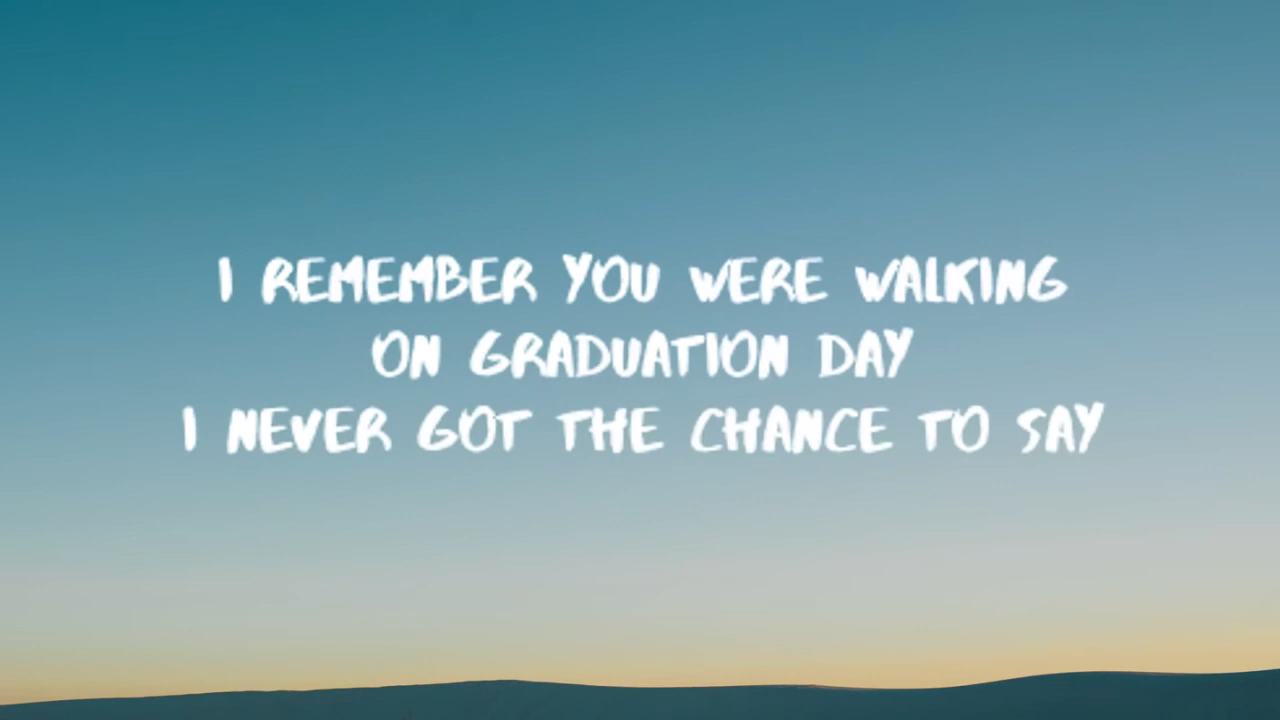 I REMEMBER YOU WERE WALKING
ON GRADUATION DAY
I NEVER GOT THE CHANCE TO SAY